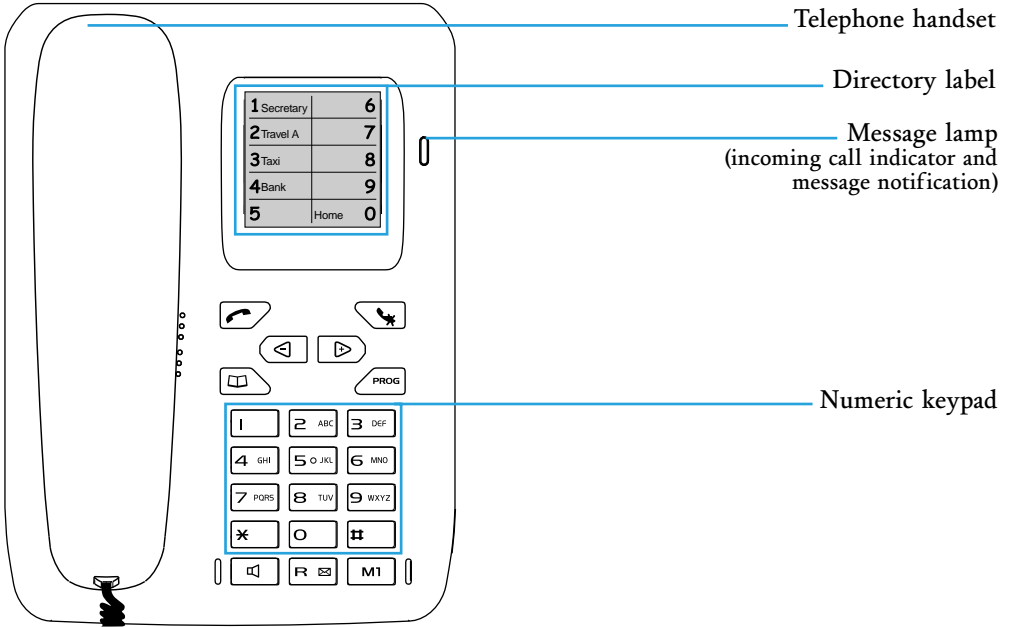 Telephone handset
Directory label
Message lamp
(incoming call indicator and
message notification)
1 Secretary 6
2 Travel A 7
3 Taxi 8
4 Bank 9
5 Home 0
- +
PROG
Numeric keypad
1 2 ABC 3 DEF
4 GHI 5 JKL 6 MNO
7 PQRS 8 TUV 9 WXYZ
* 0 #
R M1